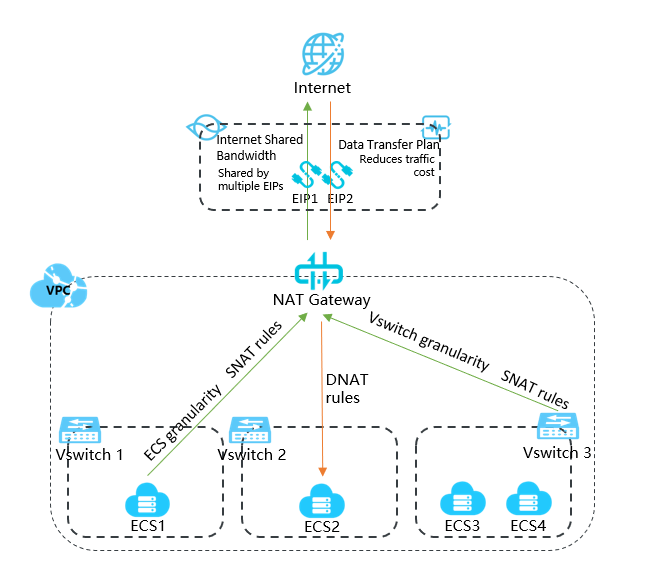 Internet
Internet Shared
Bandwidth
Shared by
multiple EIPs
Data Transfer Plan
Reduces traffic
cost
EIP1
EIP2
VPC
NAT Gateway
ECS granularity
SNAT rules
DNAT
rules
Vswitch granularity
SNAT rules
Vswitch 1
Vswitch 2
Vswitch 3
ECS1
ECS2
ECS3
ECS4